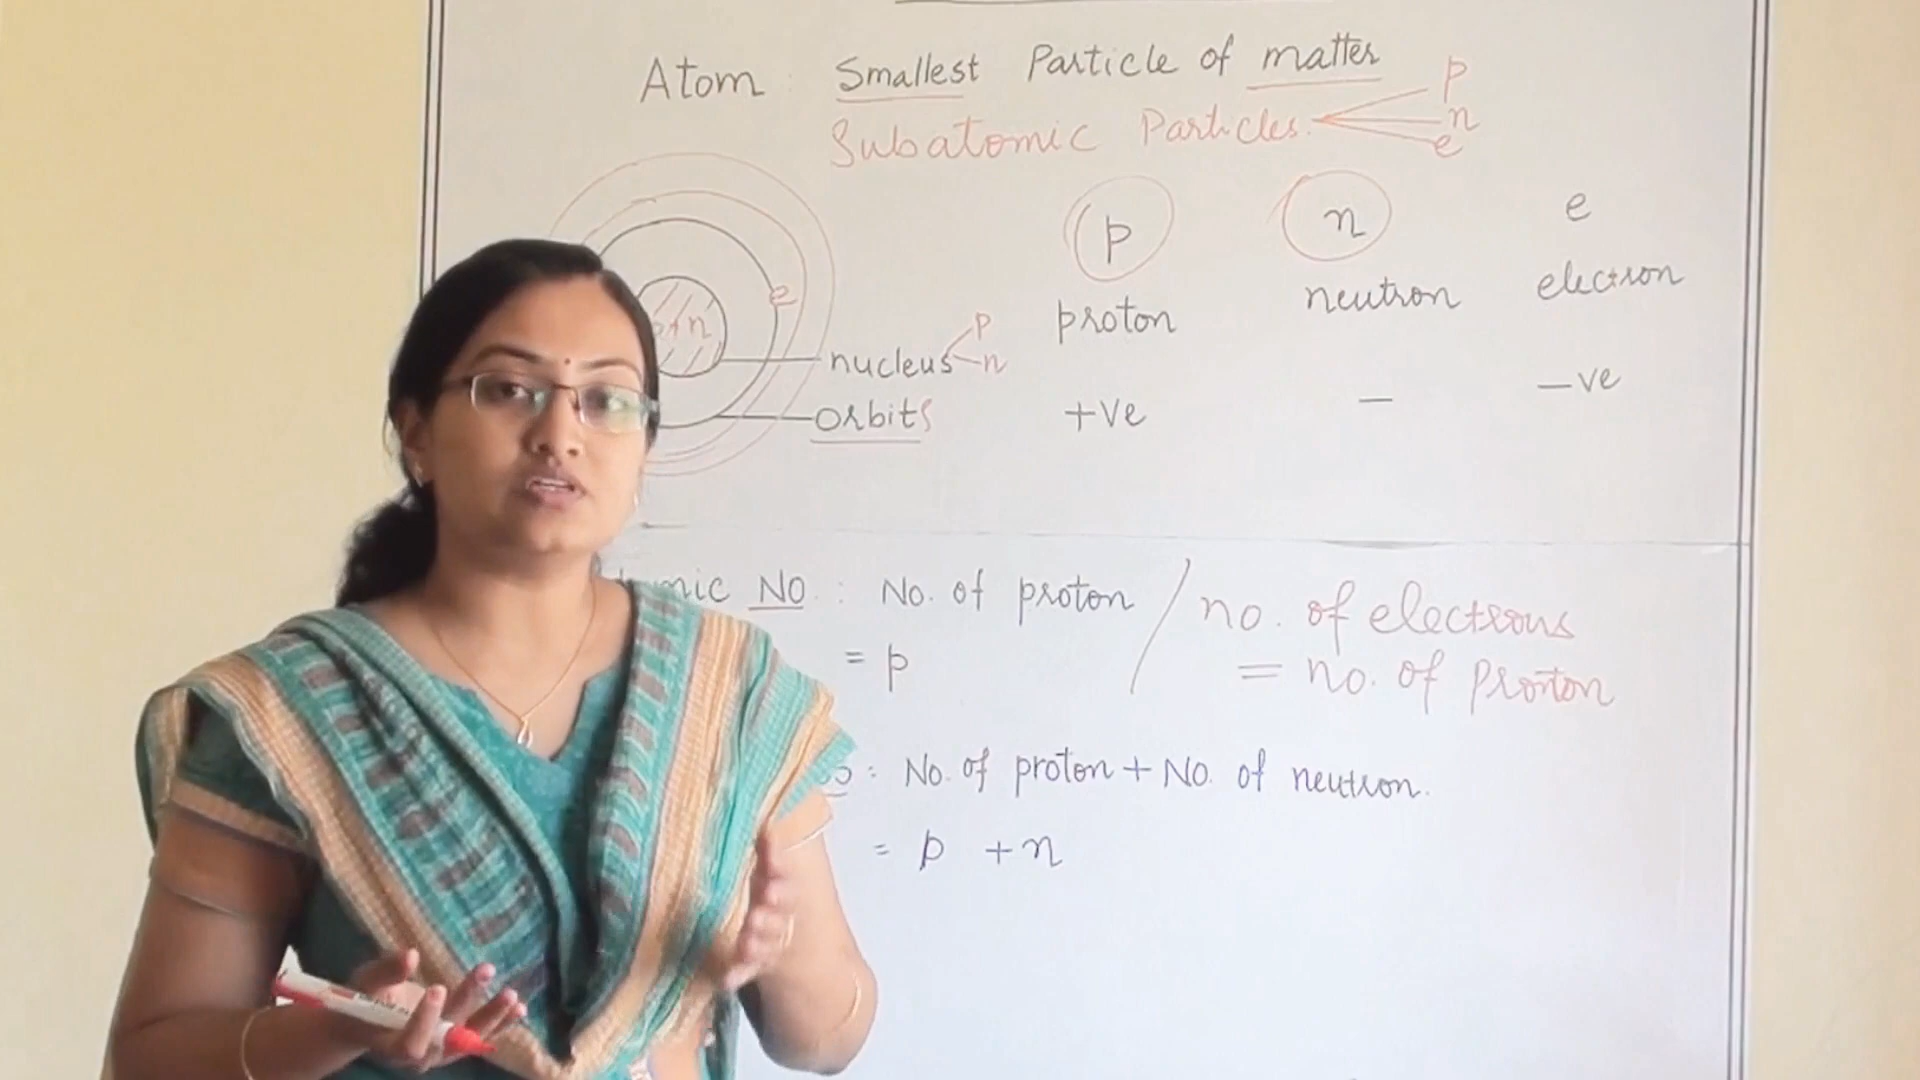 Atom : Smallest Particle of matter
Subatomic Particles.
p
n
e
p
n
e
e
p+n
proton
neutron
electron
nucleus
p
n
orbits
+ve
—
-ve
NO. : No. of proton / no. of electrons
= p
= no. of proton
: No. of proton + No. of neutron.
= p + n